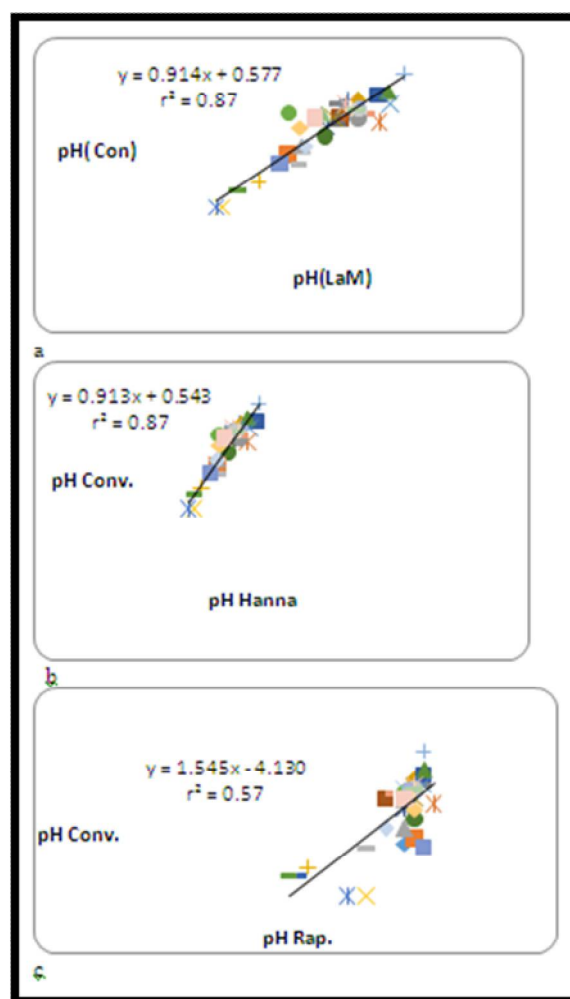 y = 0.914x + 0.577
r² = 0.87
pH( Con)
pH(LaM)
a
y = 0.913x + 0.543
r² = 0.87
pH Conv.
pH Hanna
b
y = 1.545x - 4.130
r² = 0.57
pH Conv.
pH Rap.
c